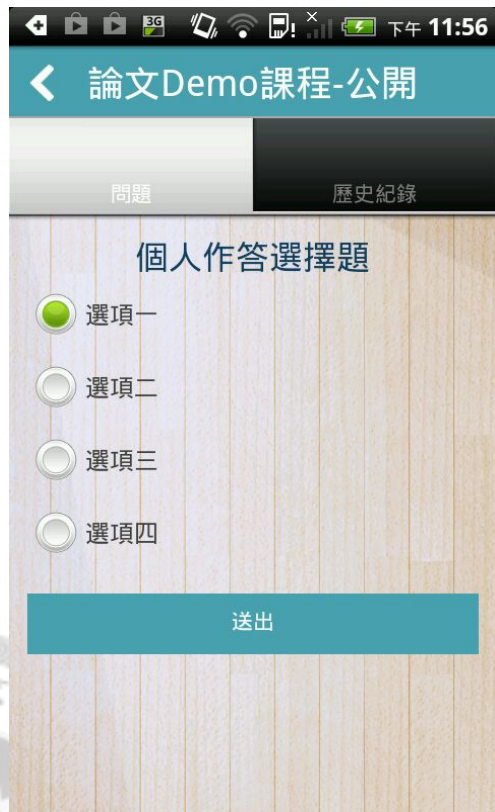 3G 下午 11:56
論文Demo課程-公開
問題 歷史紀錄
個人作答選擇題
選項一
選項二
選項三
選項四
送出